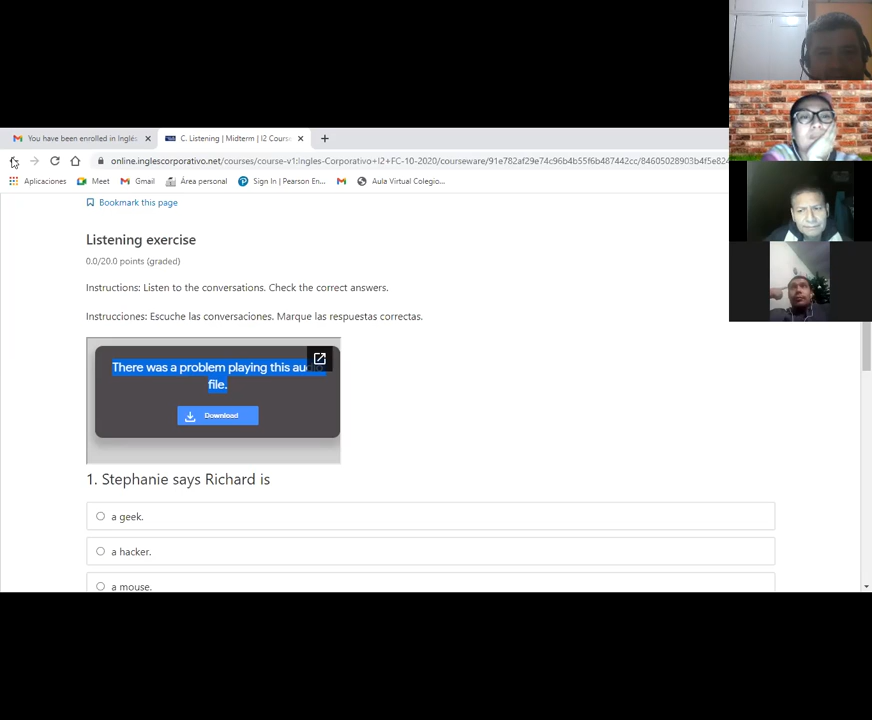 You have been enrolled in Inglés
C. Listening | Midterm | I2 Course
online.inglescorporativo.net/courses/course-v1:Ingles-Corporativo+I2+FC-10-2020/courseware/91e782af29e74c96b4b55f6b487442cc/84605028903b4f5e824
Aplicaciones
Meet
Gmail
Área personal
Sign In | Pearson En...
Aula Virtual Colegio...
Bookmark this page
Listening exercise
0.0/20.0 points (graded)
Instructions: Listen to the conversations. Check the correct answers.
Instrucciones: Escuche las conversaciones. Marque las respuestas correctas.
There was a problem playing this audio
file.
Download
1. Stephanie says Richard is
a geek.
a hacker.
a mouse.